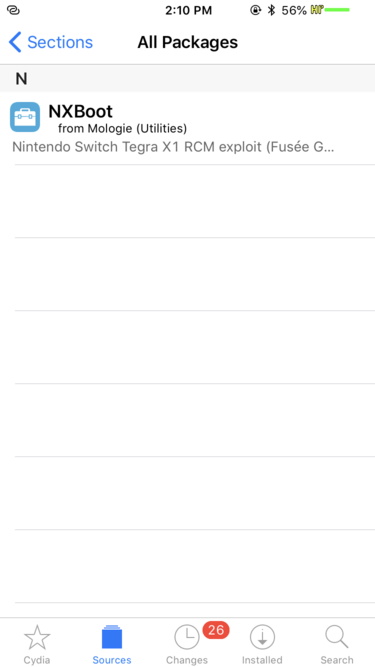 2:10 PM
56%
Sections
All Packages
N
NXBoot
from Mologie (Utilities)
Nintendo Switch Tegra X1 RCM exploit (Fusée G...
26
Cydia
Sources
Changes
Installed
Search